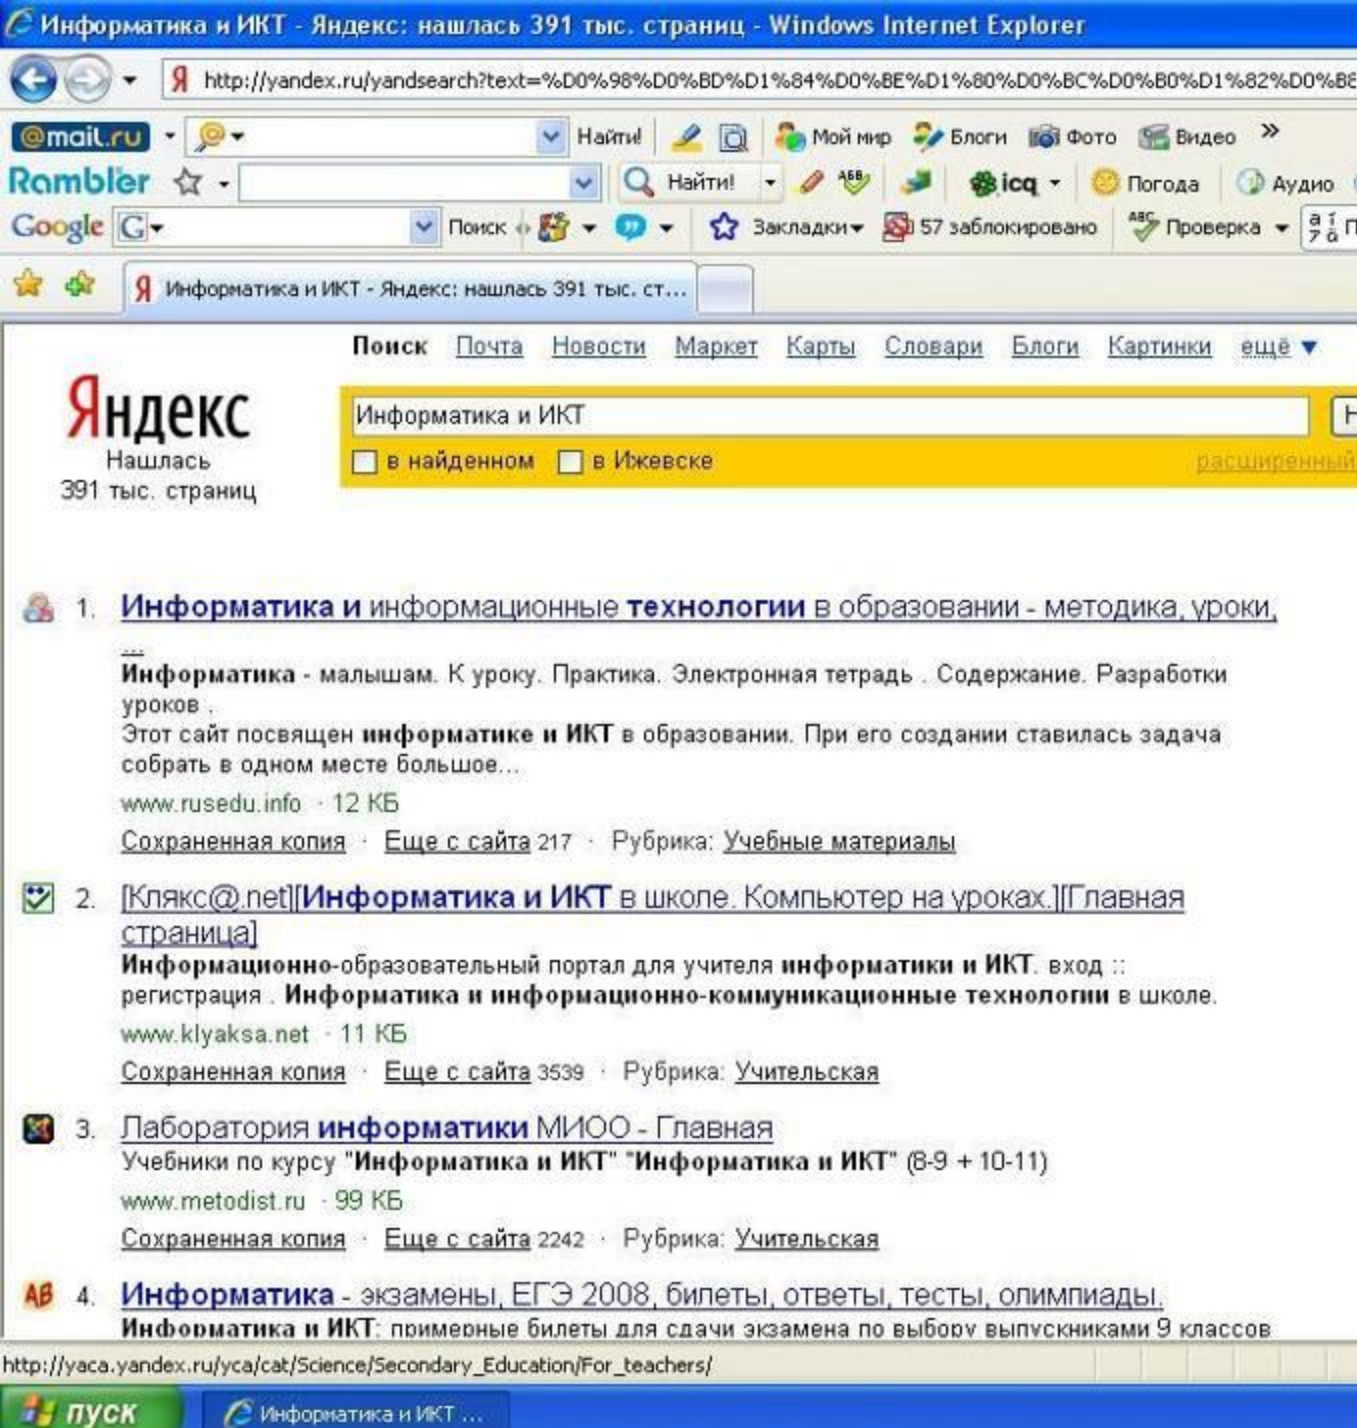 Информатика и ИКТ - Яндекс: нашлась 391 тыс. страниц - Windows Internet Explorer
Я http://yandex.ru/yandsearch?text=%D0%98%D0%BD%D1%84%D0%BE%D1%80%D0%BC%D0%B0%D1%82%D0%B8
@mail.ru Найти! Мой мир Блоги Фото Видео »
Rambler Найти! АБВ icq Погода Аудио
Google G Поиск Закладки 57 заблокировано ABC Проверка
Я Информатика и ИКТ - Яндекс: нашлась 391 тыс. ст...
Поиск Почта Новости Маркет Карты Словари Блоги Картинки ещё ▼
Яндекс
Информатика и ИКТ
Нашлась
391 тыс. страниц
в найденном в Ижевске расширенный
1. Информатика и информационные технологии в образовании - методика, уроки,
...
Информатика - малышам. К уроку. Практика. Электронная тетрадь . Содержание. Разработки
уроков .
Этот сайт посвящен информатике и ИКТ в образовании. При его создании ставилась задача
собрать в одном месте большое...
www.rusedu.info · 12 КБ
Сохраненная копия · Еще с сайта 217 · Рубрика: Учебные материалы
2. [Клякс@.net][Информатика и ИКТ в школе. Компьютер на уроках.][Главная
страница]
Информационно-образовательный портал для учителя информатики и ИКТ. вход ::
регистрация . Информатика и информационно-коммуникационные технологии в школе.
www.klyaksa.net · 11 КБ
Сохраненная копия · Еще с сайта 3539 · Рубрика: Учительская
3. Лаборатория информатики МИОО - Главная
Учебники по курсу "Информатика и ИКТ" "Информатика и ИКТ" (8-9 + 10-11)
www.metodist.ru · 99 КБ
Сохраненная копия · Еще с сайта 2242 · Рубрика: Учительская
АВ 4. Информатика - экзамены, ЕГЭ 2008, билеты, ответы, тесты, олимпиады.
Информатика и ИКТ: примерные билеты для сдачи экзамена по выбору выпускниками 9 классов
http://yaca.yandex.ru/yca/cat/Science/Secondary_Education/For_teachers/
пуск Информатика и ИКТ ...